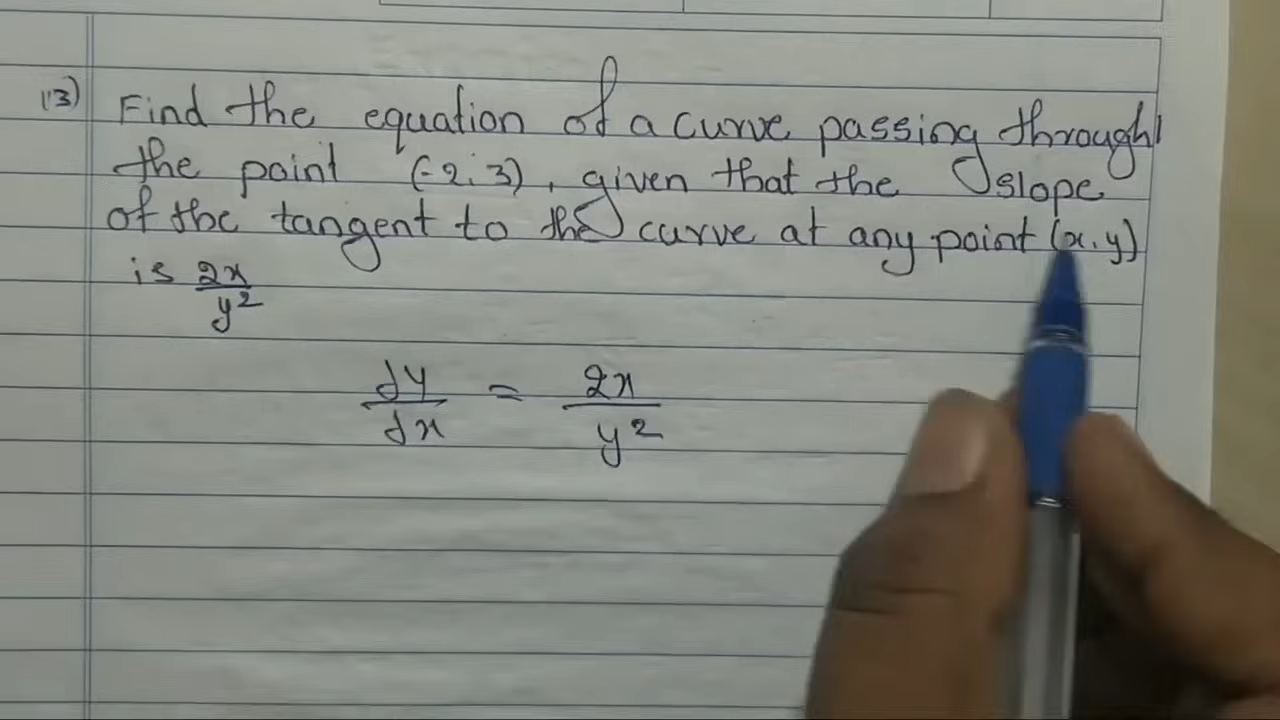 13) Find the equation of a curve passing through
the point (-2,3), given that the slope
of the tangent to the curve at any point (x,y)
is 2x/y²
dy/dx = 2x/y²